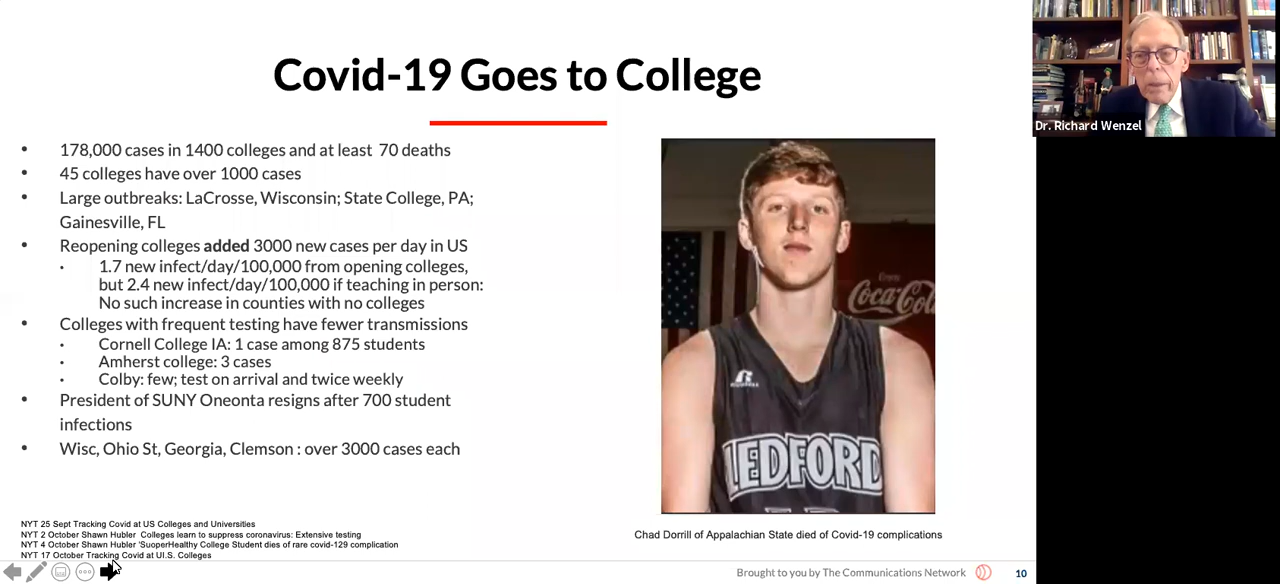 Covid-19 Goes to College
178,000 cases in 1400 colleges and at least 70 deaths
45 colleges have over 1000 cases
Large outbreaks: LaCrosse, Wisconsin; State College, PA;
Gainesville, FL
Reopening colleges added 3000 new cases per day in US
1.7 new infect/day/100,000 from opening colleges,
but 2.4 new infect/day/100,000 if teaching in person:
No such increase in counties with no colleges
Colleges with frequent testing have fewer transmissions
Cornell College IA: 1 case among 875 students
Amherst college: 3 cases
Colby: few; test on arrival and twice weekly
President of SUNY Oneonta resigns after 700 student
infections
Wisc, Ohio St, Georgia, Clemson : over 3000 cases each
NYT 25 Sept Tracking Covid at US Colleges and Universities
NYT 2 October Shawn Hubler Colleges learn to suppress coronavirus: Extensive testing
NYT 4 October Shawn Hubler 'SuoperHealthy College Student dies of rare covid-129 complication
NYT 17 October Tracking Covid at UI.S. Colleges
Enjoy
Coca-Col
R
LEDFORD
Chad Dorrill of Appalachian State died of Covid-19 complications
Brought to you by The Communications Network
10
Dr. Richard Wenzel